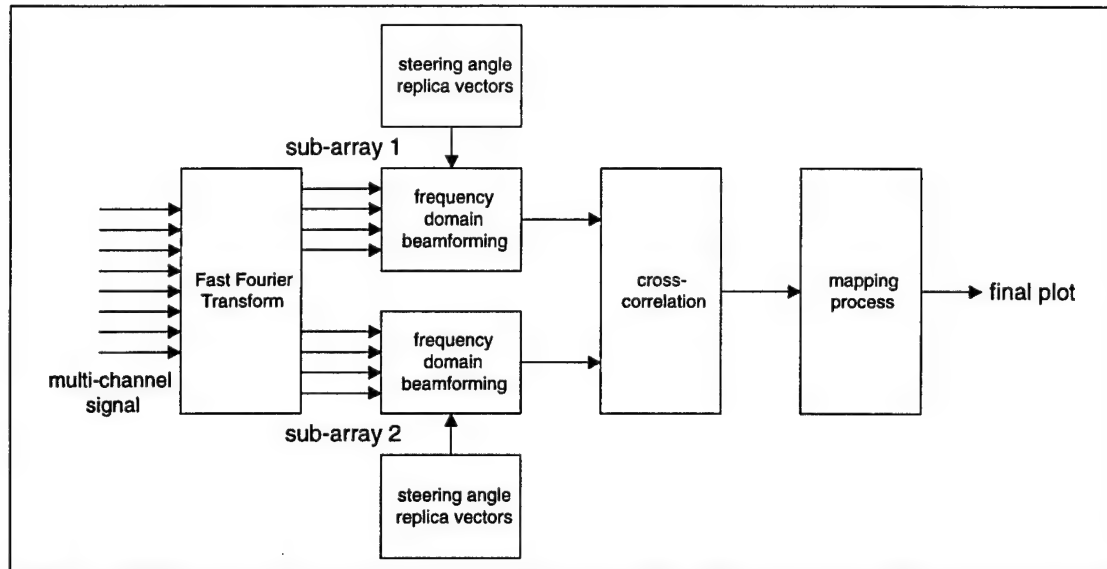 steering angle
replica vectors
sub-array 1
frequency
domain
beamforming
Fast Fourier
Transform
cross-
correlation
mapping
process
final plot
multi-channel
signal
frequency
domain
beamforming
sub-array 2
steering angle
replica vectors